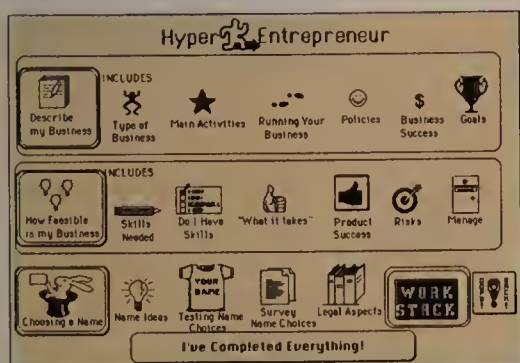 Hyper Entrepreneur
INCLUDES
Describe my Business
Type of Business
Main Activities
Running Your Business
Policies
$
Business Success
Goals
INCLUDES
How feasible is my Business
Skills Needed
Do I Have Skills
"What it takes"
Product Success
Risks
Manage
Choosing a Name
Name Ideas
YOUR NAME
Testing Name Choices
Survey Name Choices
Legal Aspects
WORK STACK
I've Completed Everything!